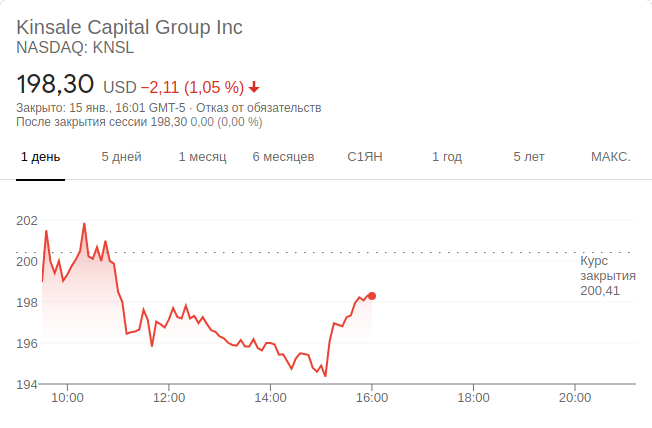 Kinsale Capital Group Inc
NASDAQ: KNSL
198,30 USD −2,11 (1,05 %)
Закрыто: 15 янв., 16:01 GMT-5 · Отказ от обязательств
После закрытия сессии 198,30 0,00 (0,00 %)
1 день 5 дней 1 месяц 6 месяцев С1ЯН 1 год 5 лет МАКС.
202
200
198
196
194
Курс
закрытия
200,41
10:00 12:00 14:00 16:00 18:00 20:00